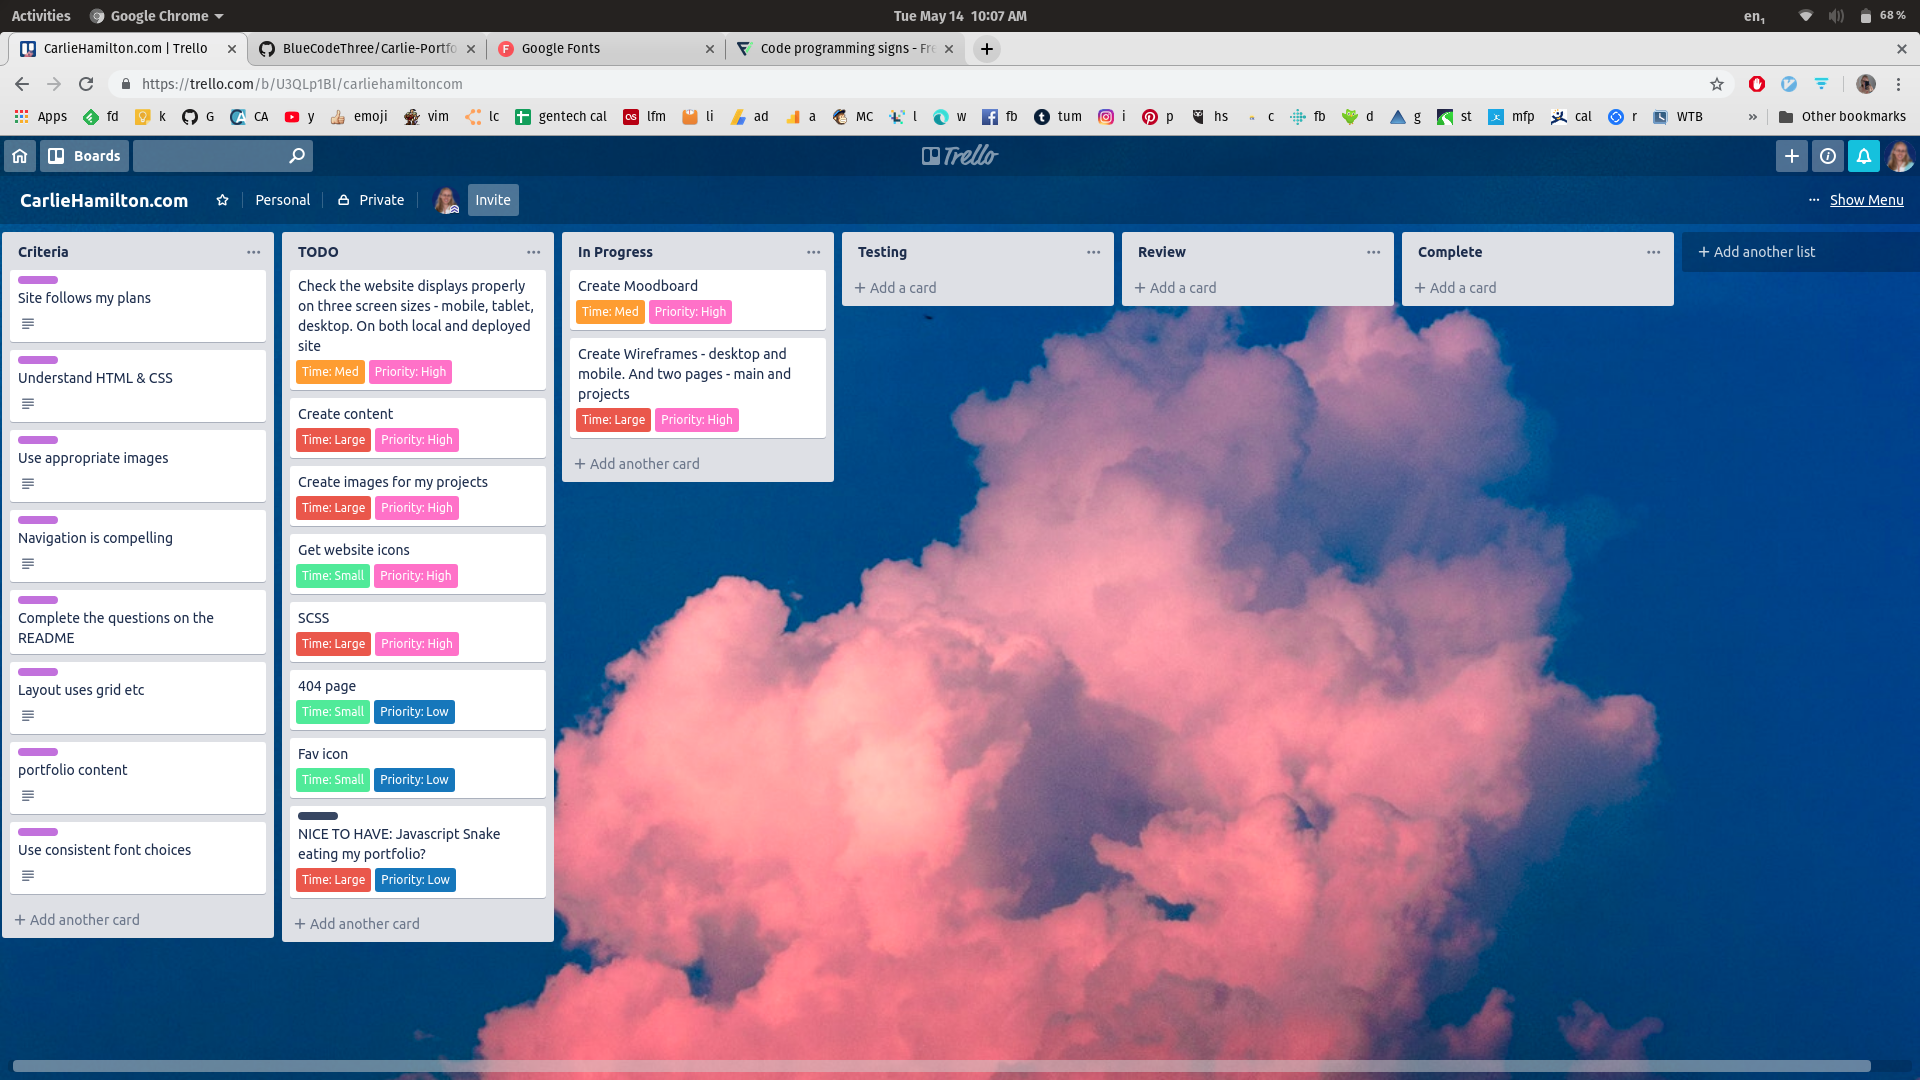 Activities
Google Chrome
Tue May 14 10:07 AM
en1
68 %
CarlieHamilton.com | Trello
BlueCodeThree/Carlie-Portfo
Google Fonts
Code programming signs - Fre
https://trello.com/b/U3QLp1Bl/carliehamiltoncom
Apps fd k G CA y emoji vim lc gentech cal lfm li ad a MC l w fb tum i p hs c fb d g st mfp cal r WTB » Other bookmarks
Boards
Trello
CarlieHamilton.com
Personal
Private
Invite
Show Menu
Criteria
Site follows my plans
Understand HTML & CSS
Use appropriate images
Navigation is compelling
Complete the questions on the
README
Layout uses grid etc
portfolio content
Use consistent font choices
+ Add another card
TODO
Check the website displays properly
on three screen sizes - mobile, tablet,
desktop. On both local and deployed
site
Time: Med Priority: High
Create content
Time: Large Priority: High
Create images for my projects
Time: Large Priority: High
Get website icons
Time: Small Priority: High
SCSS
Time: Large Priority: High
404 page
Time: Small Priority: Low
Fav icon
Time: Small Priority: Low
NICE TO HAVE: Javascript Snake
eating my portfolio?
Time: Large Priority: Low
+ Add another card
In Progress
Create Moodboard
Time: Med Priority: High
Create Wireframes - desktop and
mobile. And two pages - main and
projects
Time: Large Priority: High
+ Add another card
Testing
+ Add a card
Review
+ Add a card
Complete
+ Add a card
+ Add another list